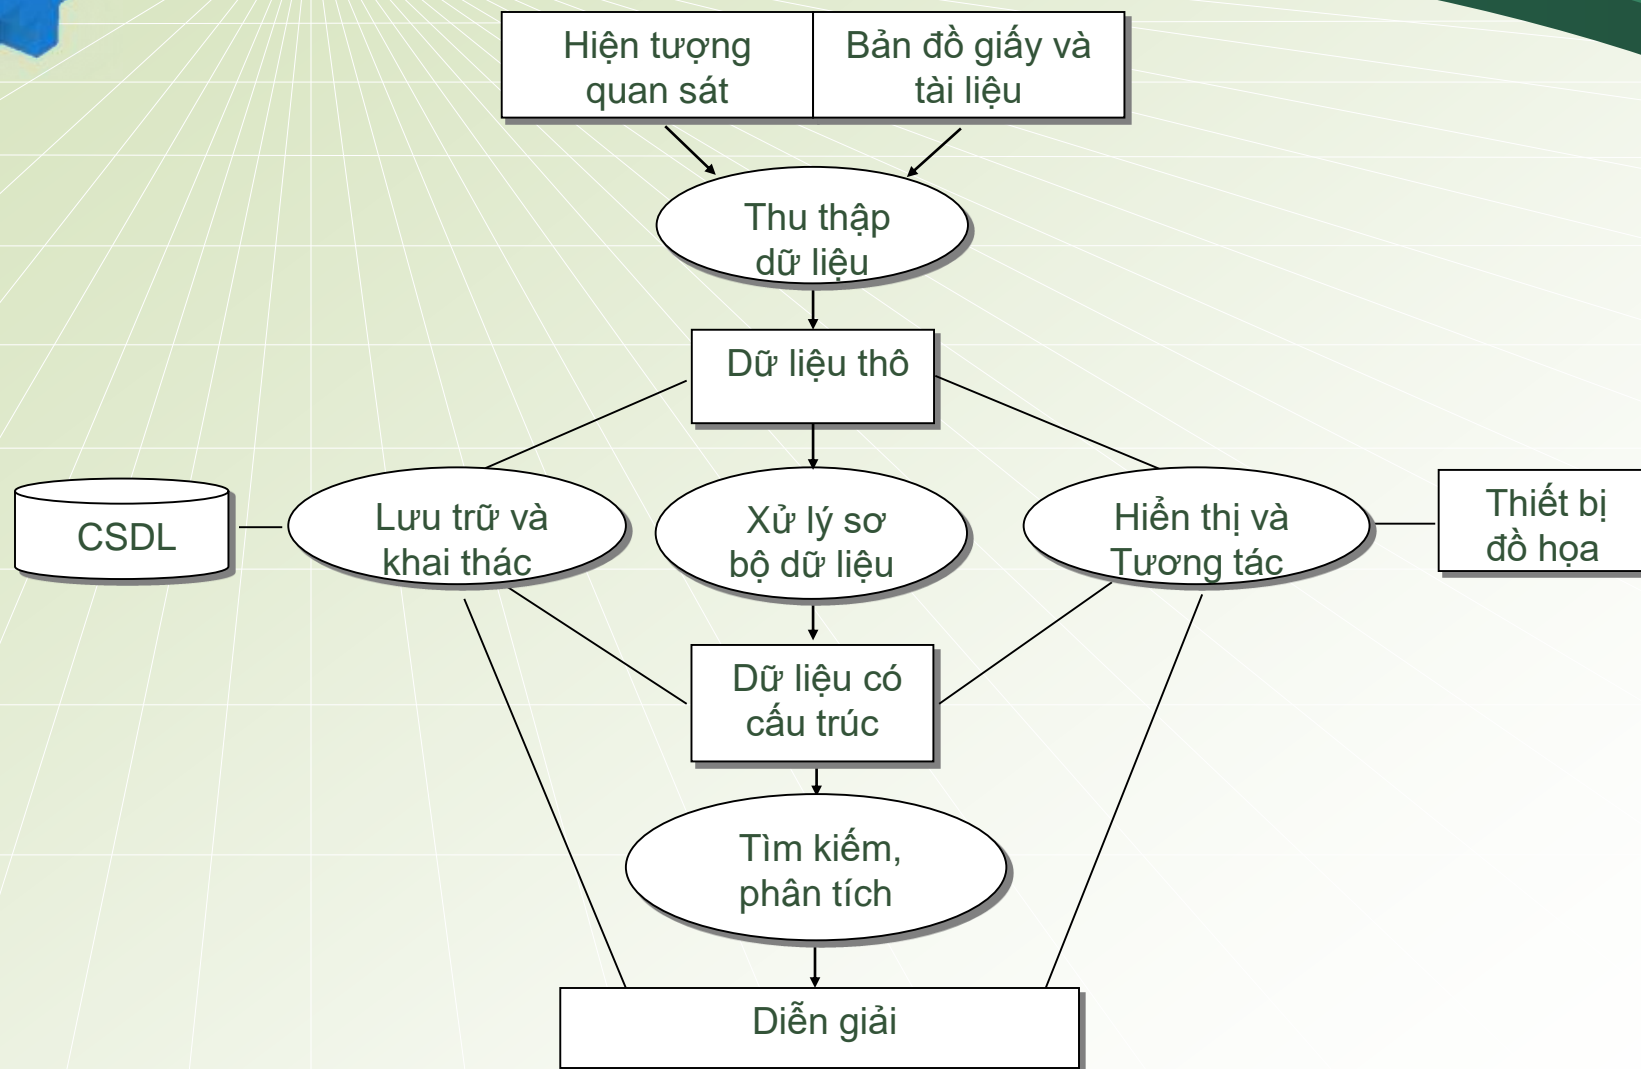 Hiện tượng
quan sát
Bản đồ giấy và
tài liệu
Thu thập
dữ liệu
Dữ liệu thô
CSDL
Lưu trữ và
khai thác
Xử lý sơ
bộ dữ liệu
Hiển thị và
Tương tác
Thiết bị
đồ họa
Dữ liệu có
cấu trúc
Tìm kiếm,
phân tích
Diễn giải